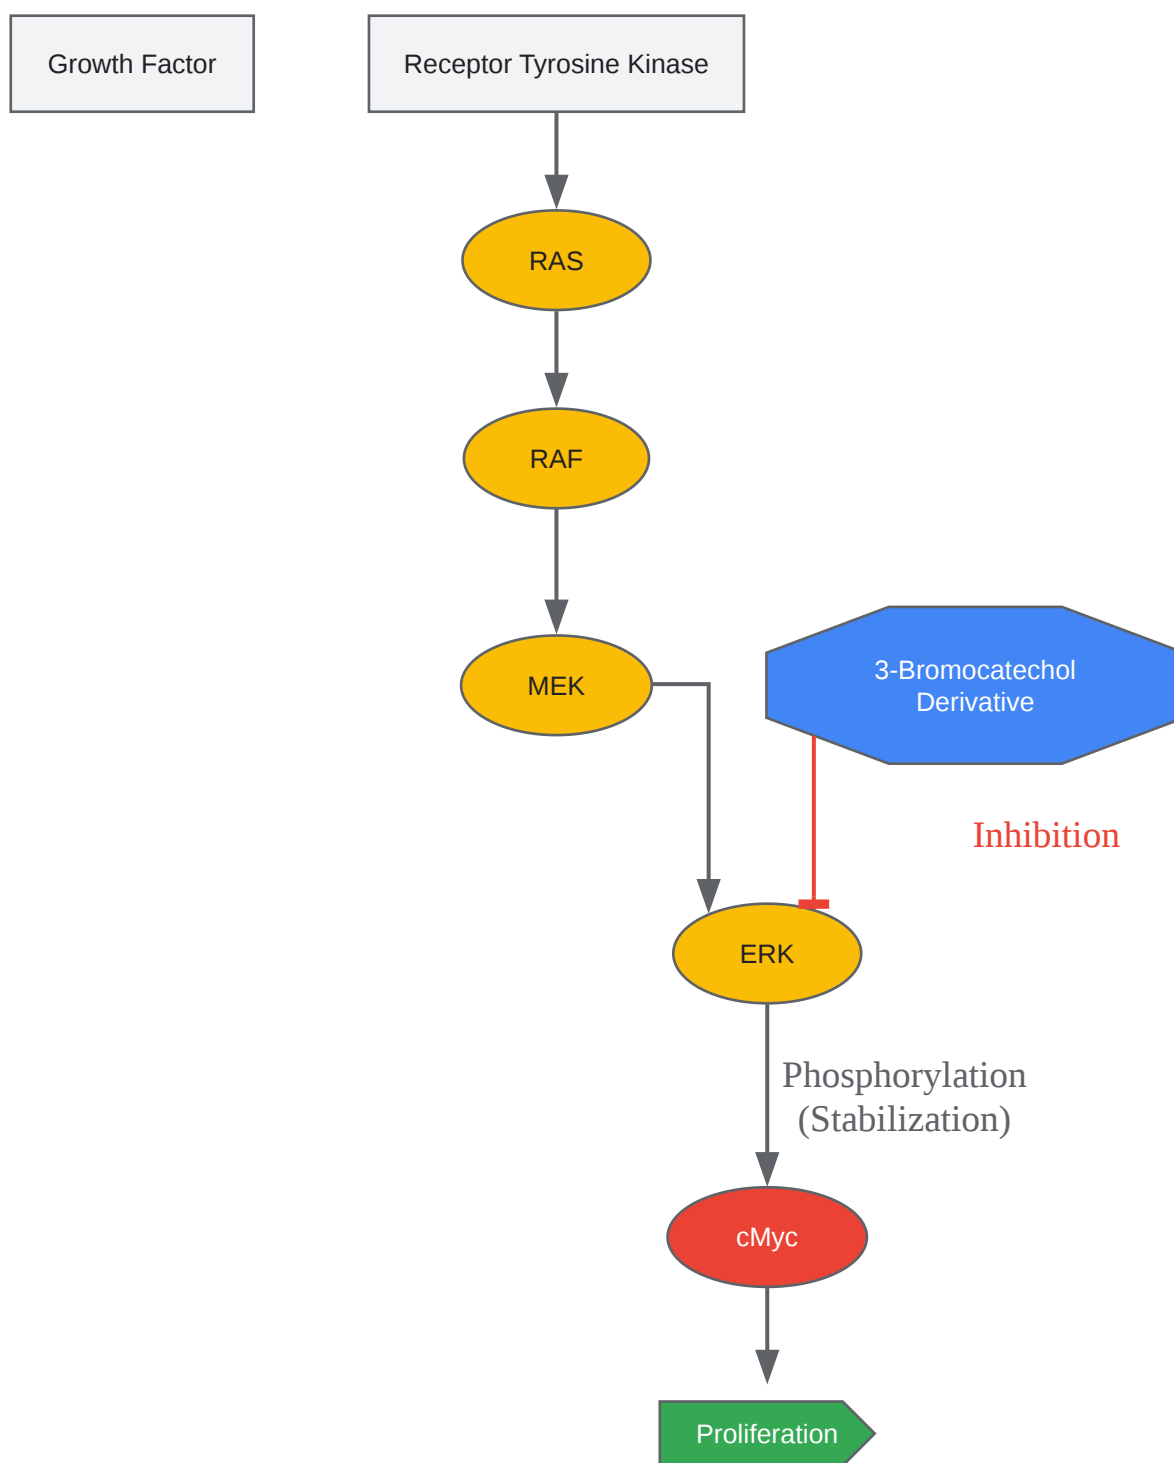 Growth Factor
Receptor Tyrosine Kinase
RAS
RAF
MEK
3-Bromocatechol
Derivative
Inhibition
ERK
Phosphorylation
(Stabilization)
cMyc
Proliferation